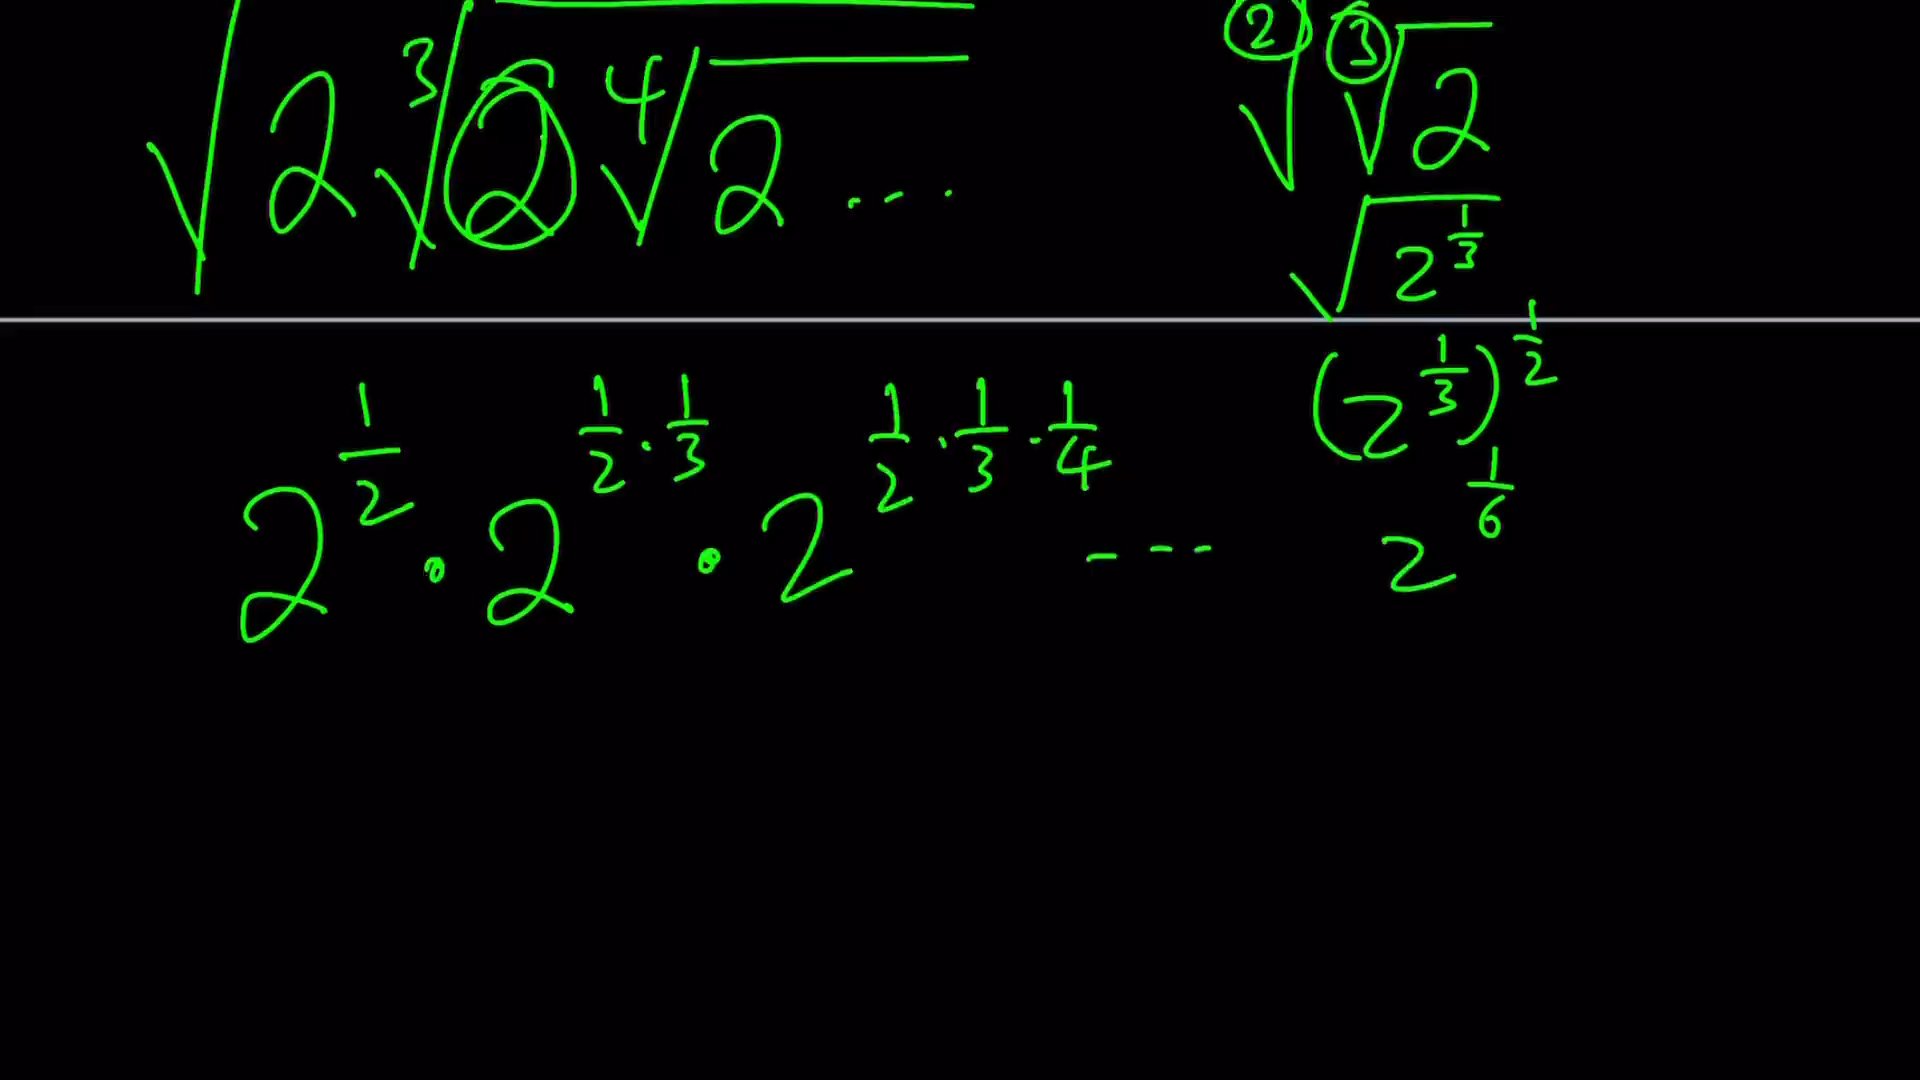 √(2 ∛(2 ∜(2 ...
√ ∛ 2
② ③
√(2^(1/3))
(2^(1/3))^(1/2)
2^(1/2) · 2^(1/2 · 1/3) · 2^(1/2 · 1/3 · 1/4) ---
2^(1/6)